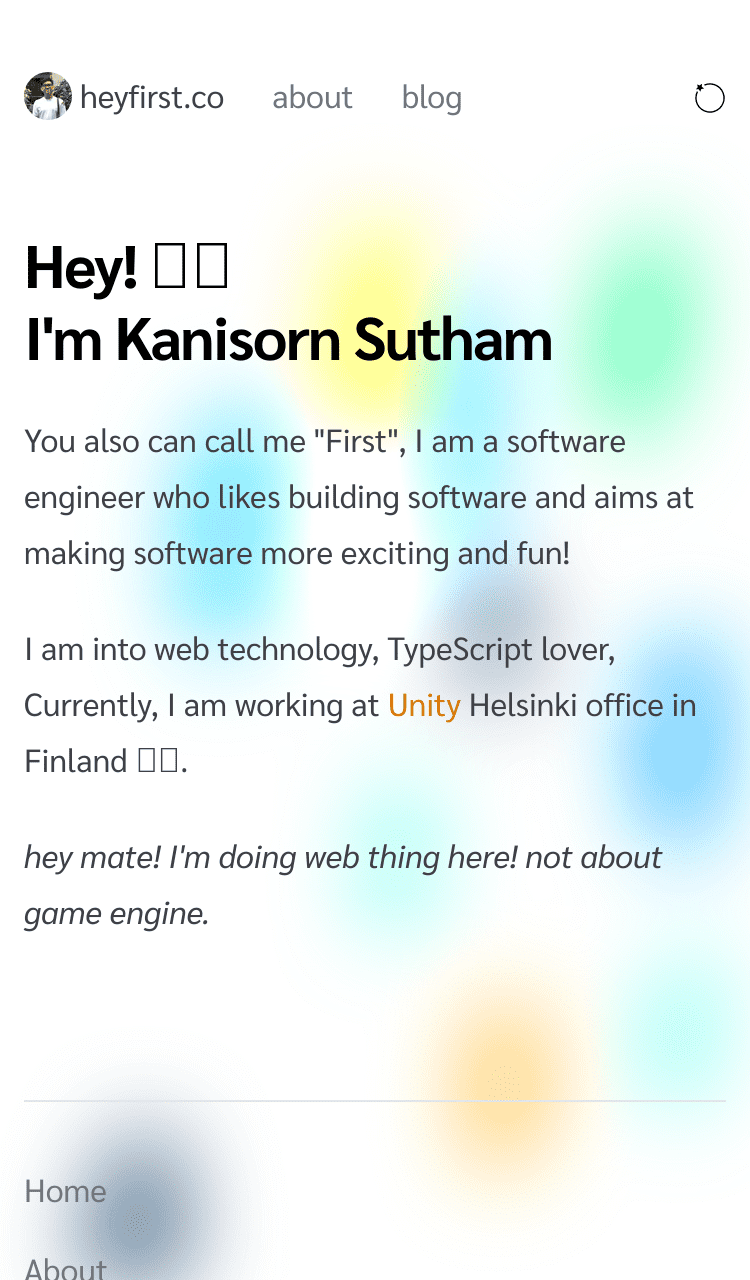 heyfirst.co about blog
Hey! 
I'm Kanisorn Sutham
You also can call me "First", I am a software
engineer who likes building software and aims at
making software more exciting and fun!
I am into web technology, TypeScript lover,
Currently, I am working at Unity Helsinki office in
Finland .
hey mate! I'm doing web thing here! not about
game engine.
Home
About